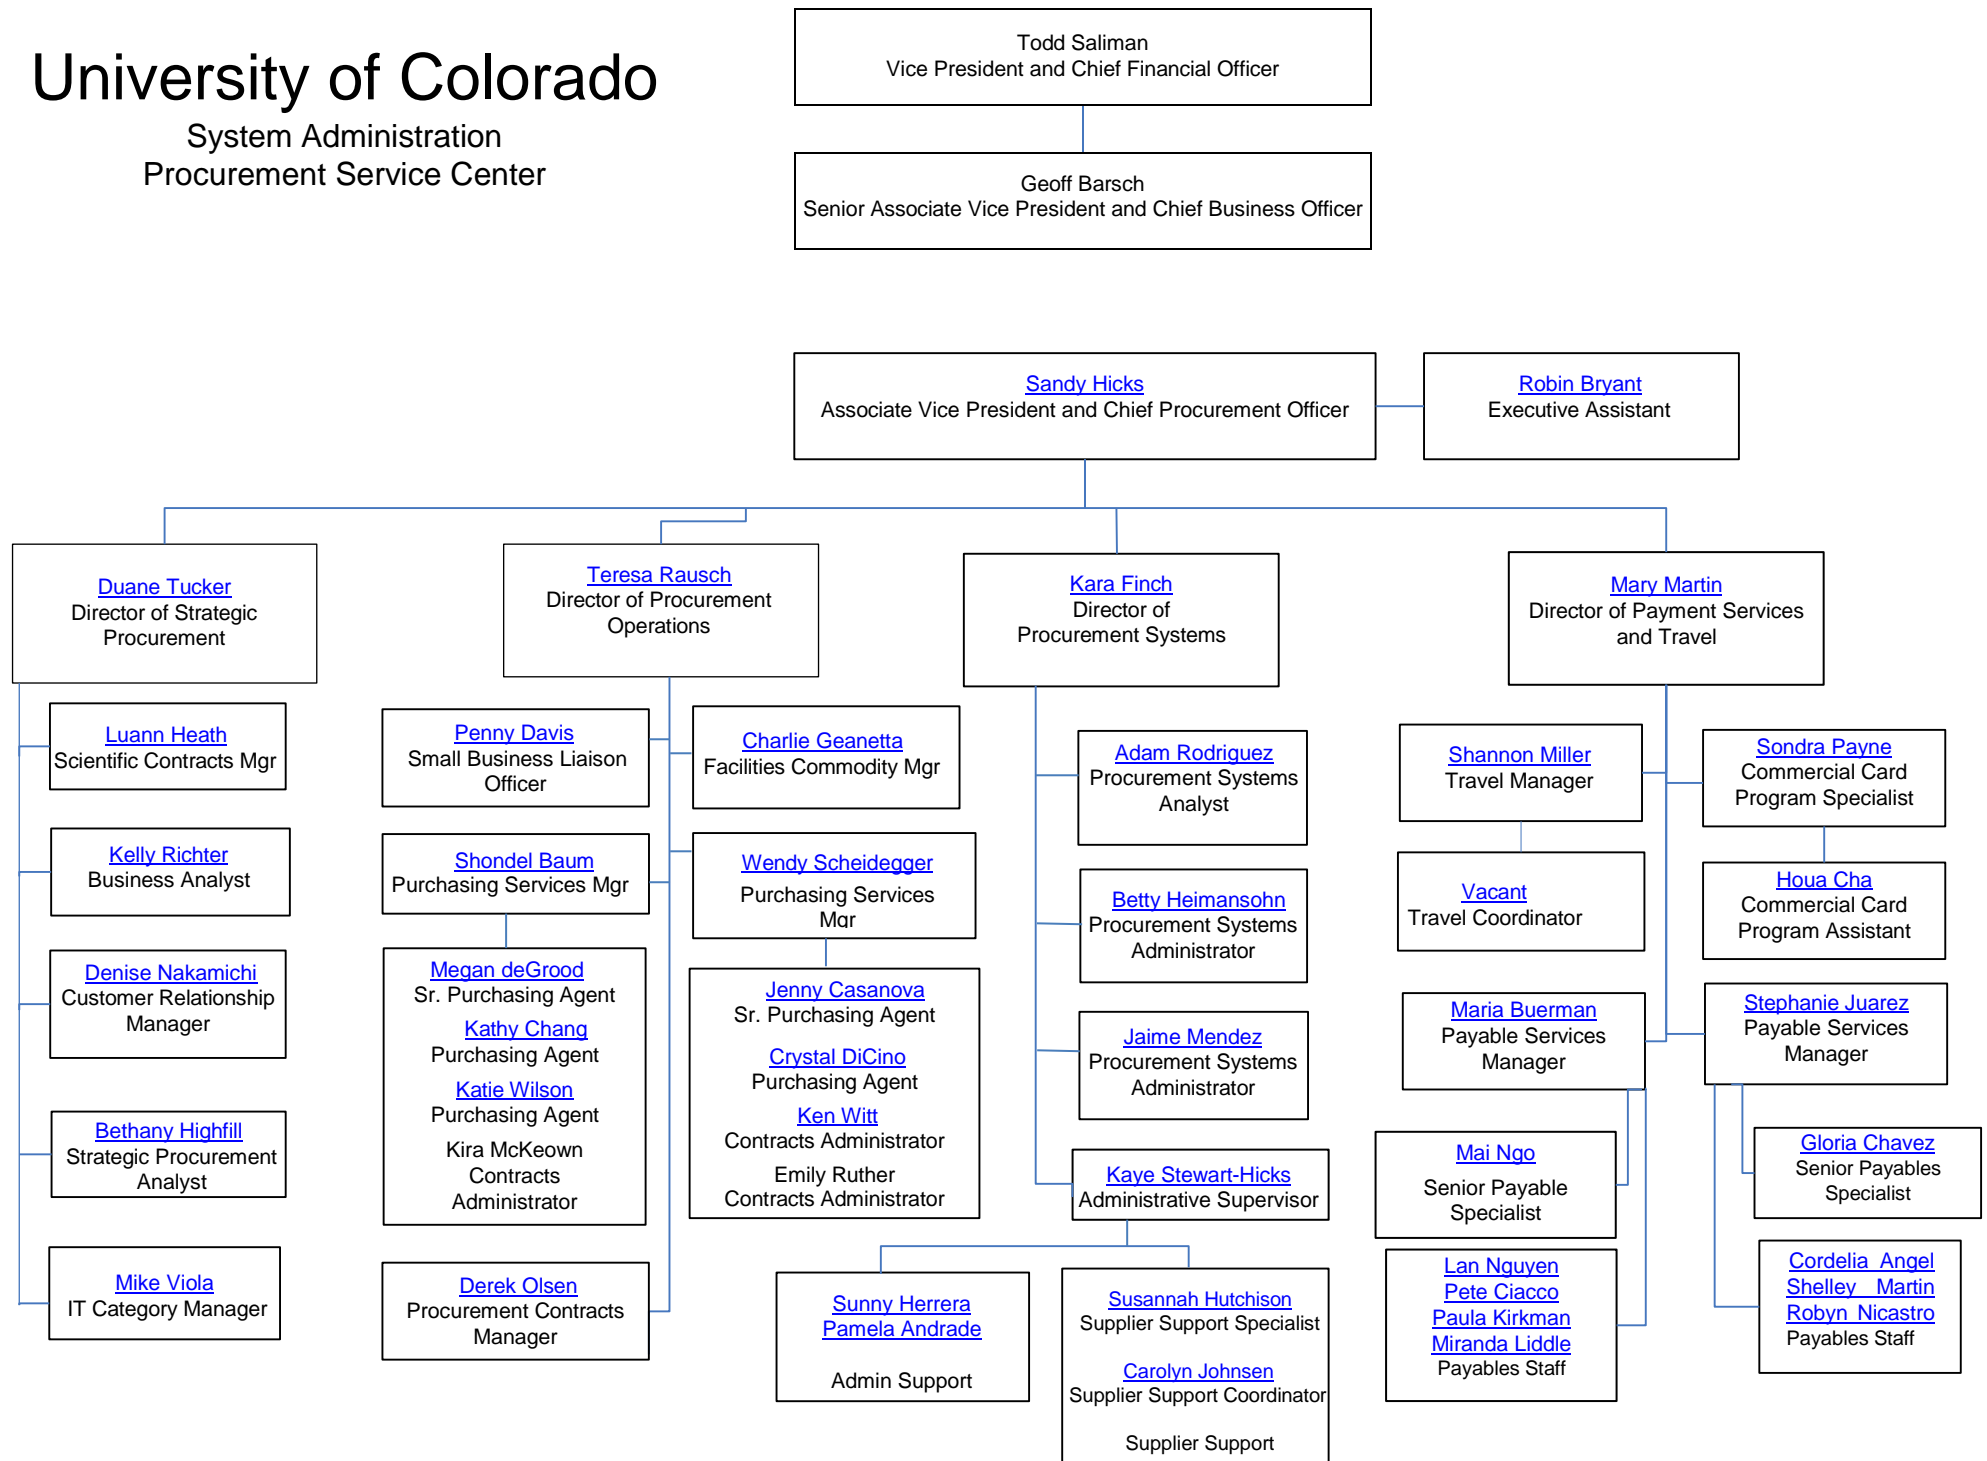 University of Colorado
System Administration
Procurement Service Center
Todd Saliman
Vice President and Chief Financial Officer
Geoff Barsch
Senior Associate Vice President and Chief Business Officer
Sandy Hicks
Associate Vice President and Chief Procurement Officer
Robin Bryant
Executive Assistant
Duane Tucker
Director of Strategic
Procurement
Teresa Rausch
Director of Procurement
Operations
Kara Finch
Director of
Procurement Systems
Mary Martin
Director of Payment Services
and Travel
Luann Heath
Scientific Contracts Mgr
Kelly Richter
Business Analyst
Denise Nakamichi
Customer Relationship
Manager
Bethany Highfill
Strategic Procurement
Analyst
Mike Viola
IT Category Manager
Penny Davis
Small Business Liaison
Officer
Charlie Geanetta
Facilities Commodity Mgr
Shondel Baum
Purchasing Services Mgr
Wendy Scheidegger
Purchasing Services
Mgr
Megan deGrood
Sr. Purchasing Agent
Kathy Chang
Purchasing Agent
Katie Wilson
Purchasing Agent
Kira McKeown
Contracts
Administrator
Jenny Casanova
Sr. Purchasing Agent
Crystal DiCino
Purchasing Agent
Ken Witt
Contracts Administrator
Emily Ruther
Contracts Administrator
Derek Olsen
Procurement Contracts
Manager
Adam Rodriguez
Procurement Systems
Analyst
Betty Heimansohn
Procurement Systems
Administrator
Jaime Mendez
Procurement Systems
Administrator
Kaye Stewart-Hicks
Administrative Supervisor
Sunny Herrera
Pamela Andrade
Admin Support
Susannah Hutchison
Supplier Support Specialist
Carolyn Johnsen
Supplier Support Coordinator
Supplier Support
Shannon Miller
Travel Manager
Vacant
Travel Coordinator
Sondra Payne
Commercial Card
Program Specialist
Houa Cha
Commercial Card
Program Assistant
Maria Buerman
Payable Services
Manager
Stephanie Juarez
Payable Services
Manager
Mai Ngo
Senior Payable
Specialist
Lan Nguyen
Pete Ciacco
Paula Kirkman
Miranda Liddle
Payables Staff
Gloria Chavez
Senior Payables
Specialist
Cordelia Angel
Shelley Martin
Robyn Nicastro
Payables Staff